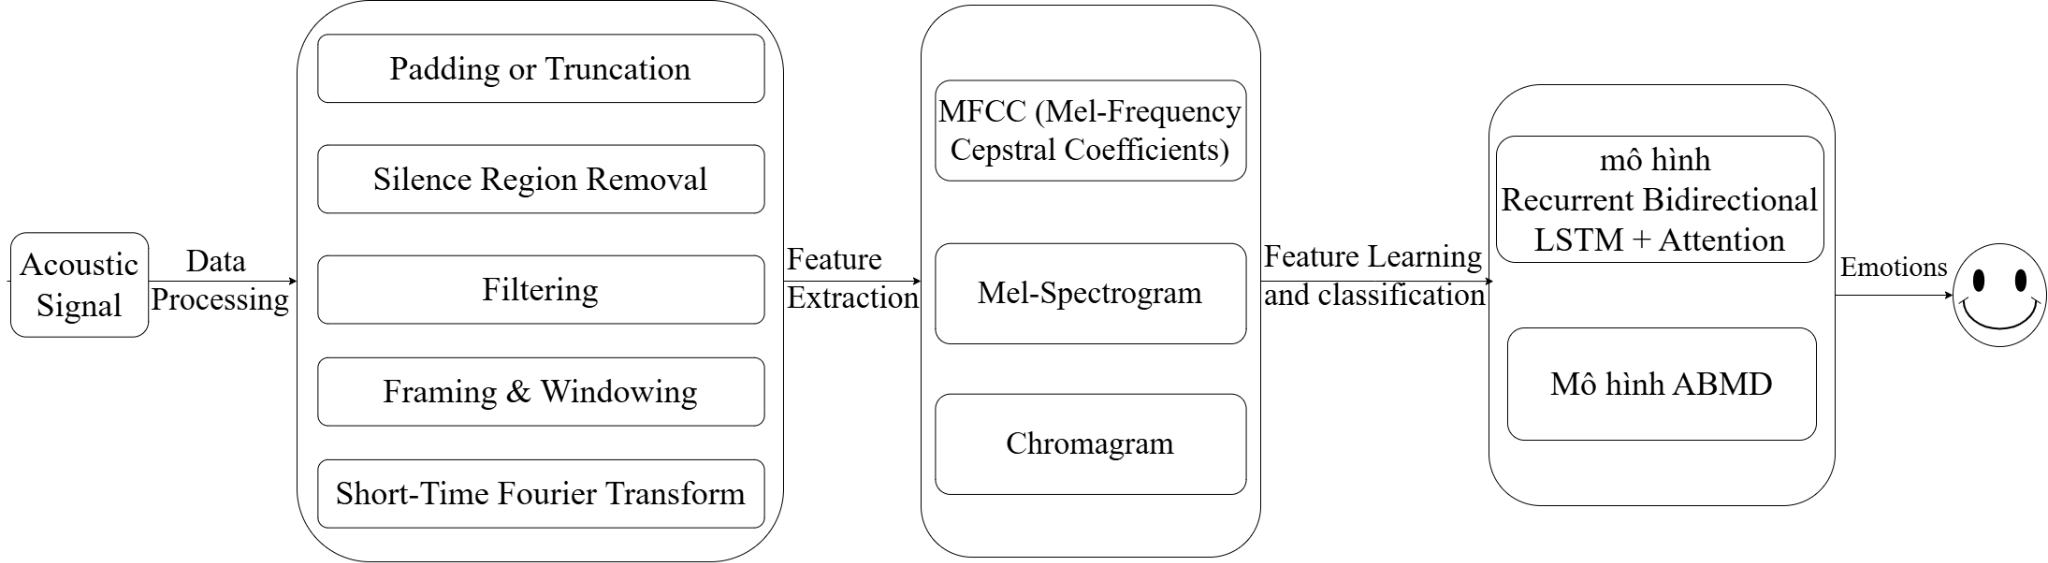 Acoustic
Signal
Data
Processing
Padding or Truncation
Silence Region Removal
Filtering
Framing & Windowing
Short-Time Fourier Transform
Feature
Extraction
MFCC (Mel-Frequency
Cepstral Coefficients)
Mel-Spectrogram
Chromagram
Feature Learning
and classification
mô hình
Recurrent Bidirectional
LSTM + Attention
Mô hình ABMD
Emotions